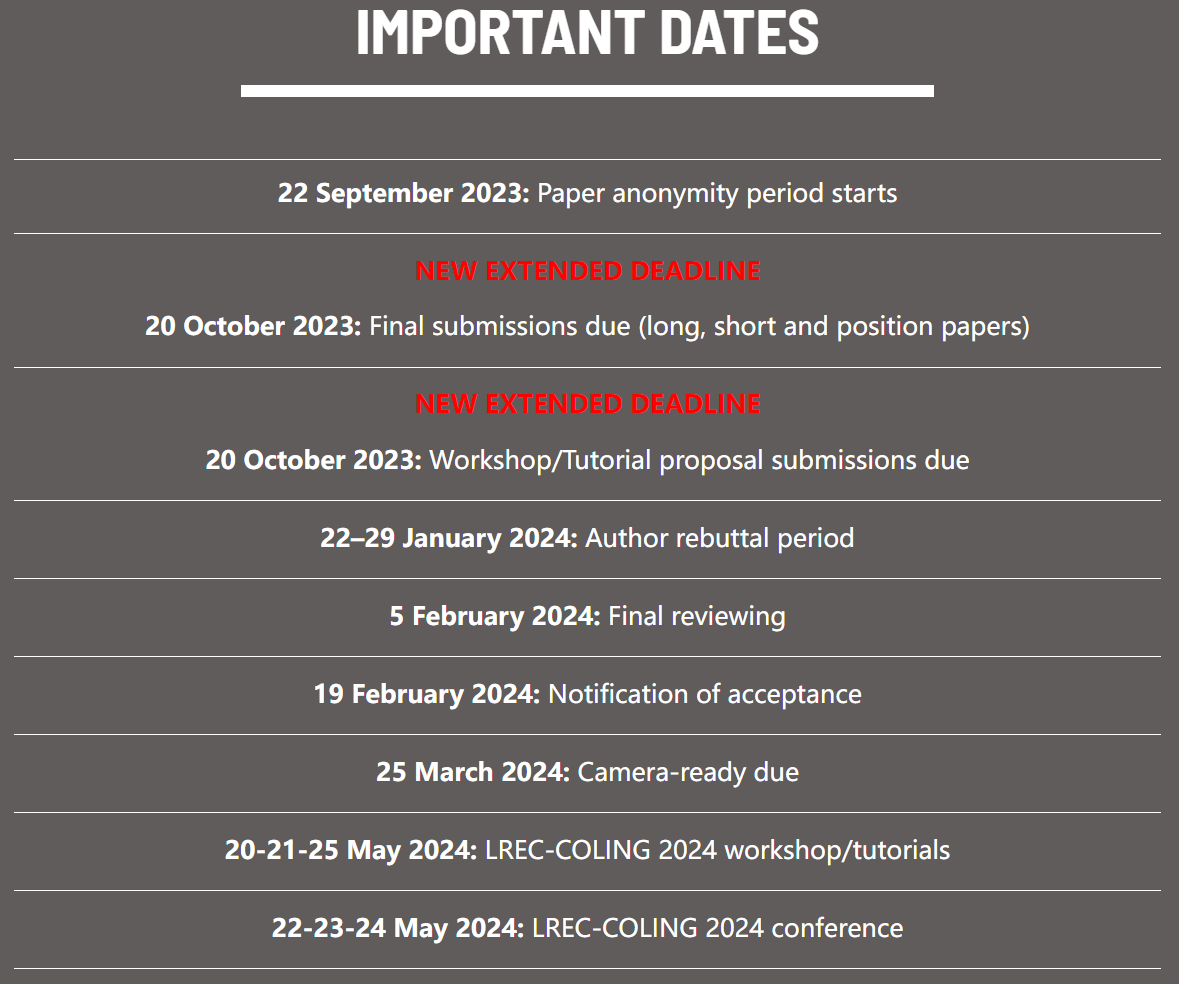 IMPORTANT DATES
22 September 2023: Paper anonymity period starts
NEW EXTENDED DEADLINE
20 October 2023: Final submissions due (long, short and position papers)
NEW EXTENDED DEADLINE
20 October 2023: Workshop/Tutorial proposal submissions due
22–29 January 2024: Author rebuttal period
5 February 2024: Final reviewing
19 February 2024: Notification of acceptance
25 March 2024: Camera-ready due
20-21-25 May 2024: LREC-COLING 2024 workshop/tutorials
22-23-24 May 2024: LREC-COLING 2024 conference